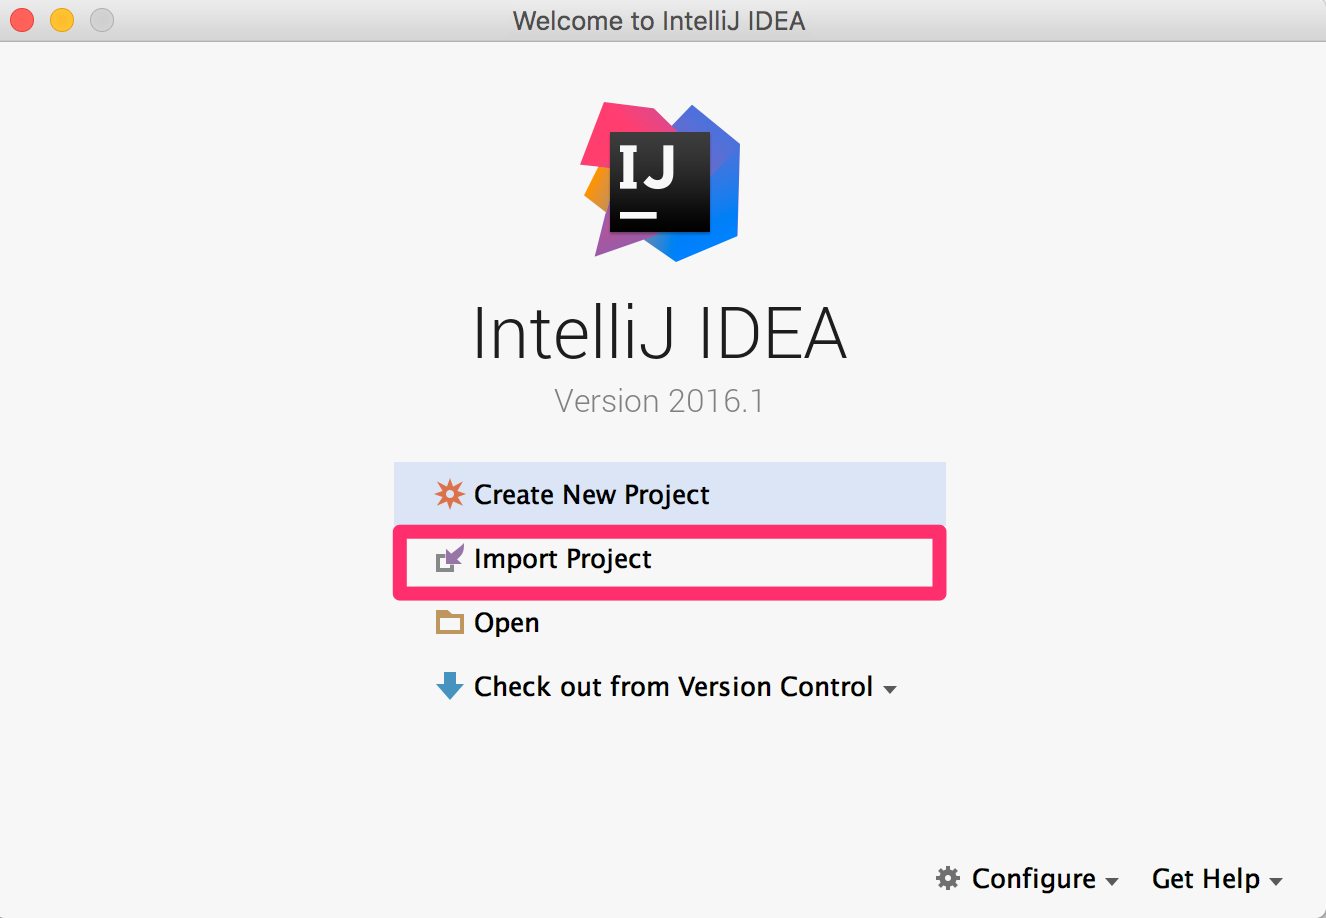 Welcome to IntelliJ IDEA
IJ
IntelliJ IDEA
Version 2016.1
Create New Project
Import Project
Open
Check out from Version Control
Configure Get Help